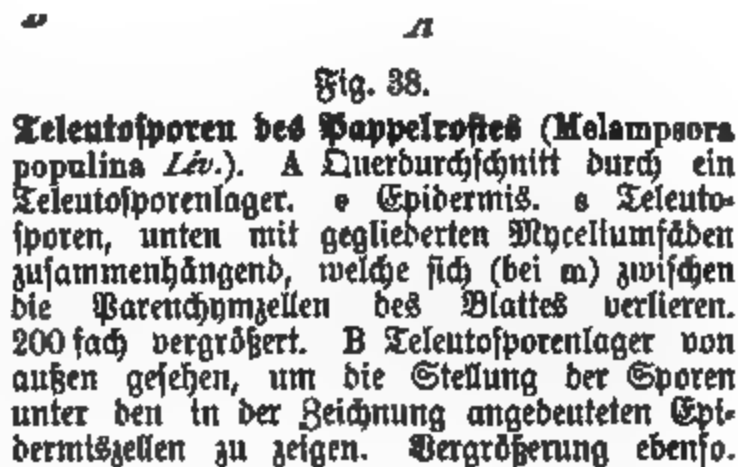 B A
Fig. 38.
Teleutosporen des Pappelrostes (Melampsora
populina Lév.). A Querdurchschnitt durch ein
Teleutosporenlager. e Epidermis. s Teleuto-
sporen, unten mit gegliederten Myceliumfäden
zusammenhängend, welche sich (bei m) zwischen
die Parenchymzellen des Blattes verlieren.
200 fach vergrößert. B Teleutosporenlager von
außen gesehen, um die Stellung der Sporen
unter den in der Zeichnung angedeuteten Epi-
dermiszellen zu zeigen. Vergrößerung ebenso.